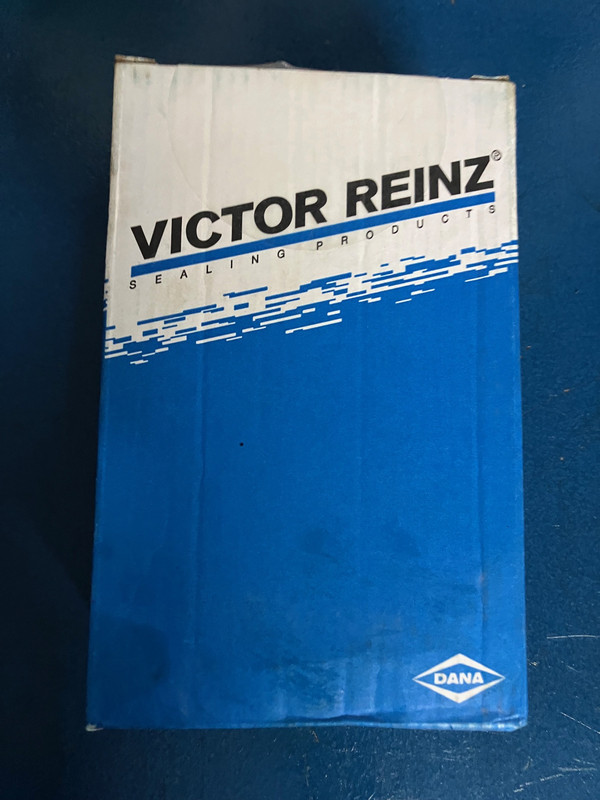 VICTOR REINZ®
SEALING PRODUCTS
DANA